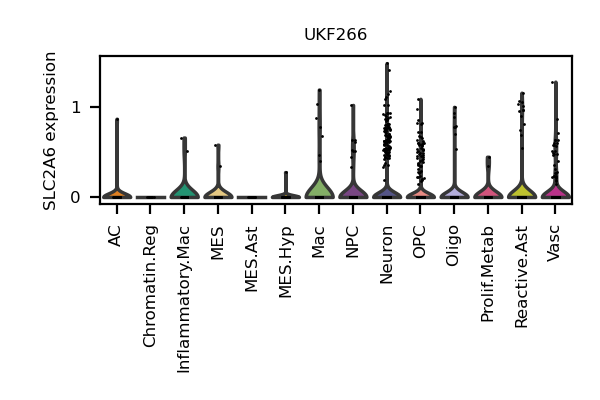 UKF266
SLC2A6 expression
1
0
AC
Chromatin.Reg
Inflammatory.Mac
MES
MES.Ast
MES.Hyp
Mac
NPC
Neuron
OPC
Oligo
Prolif.Metab
Reactive.Ast
Vasc